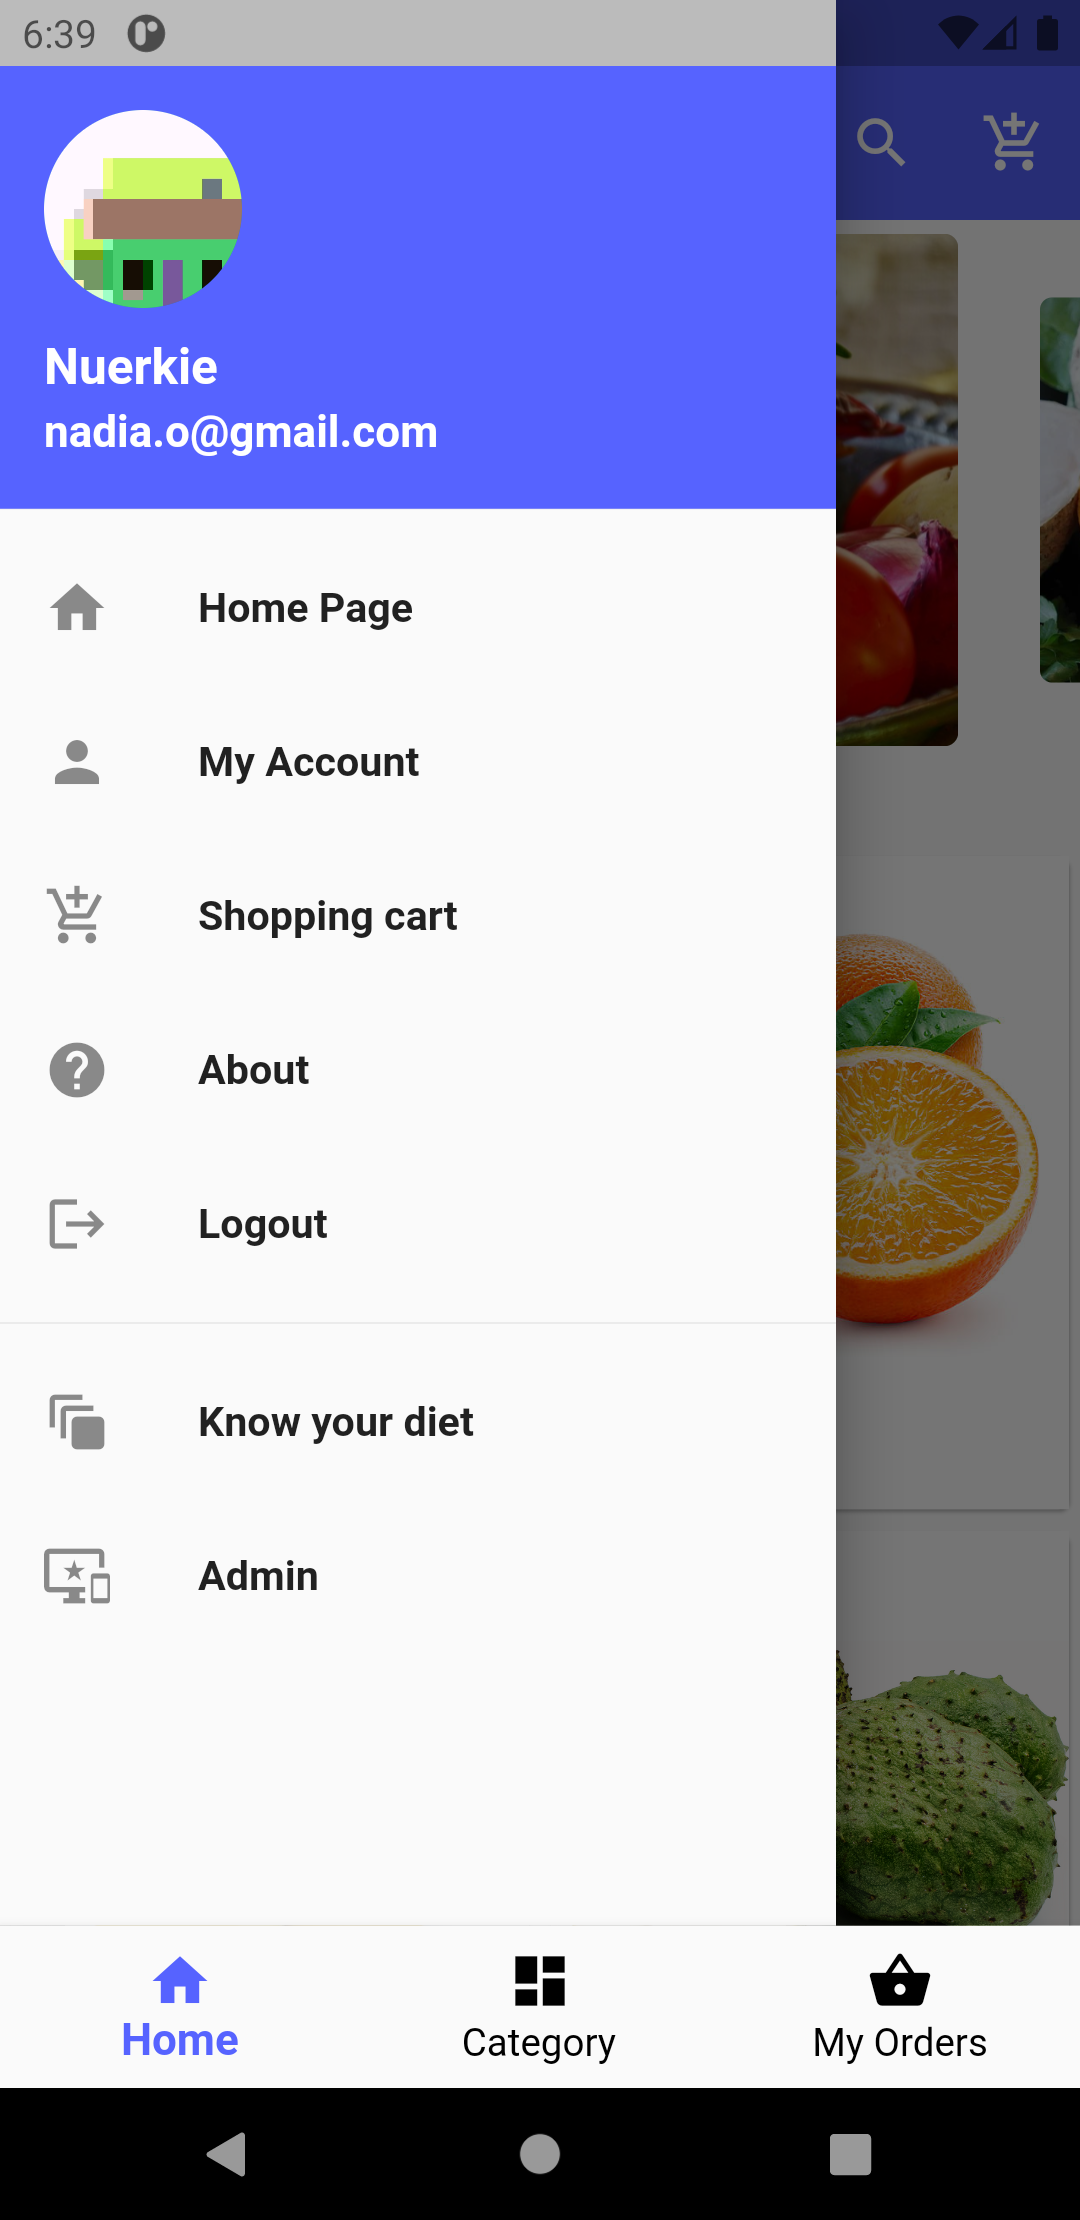 6:39
Nuerkie
nadia.o@gmail.com
Home Page
My Account
Shopping cart
About
Logout
Know your diet
Admin
Home
Category
My Orders